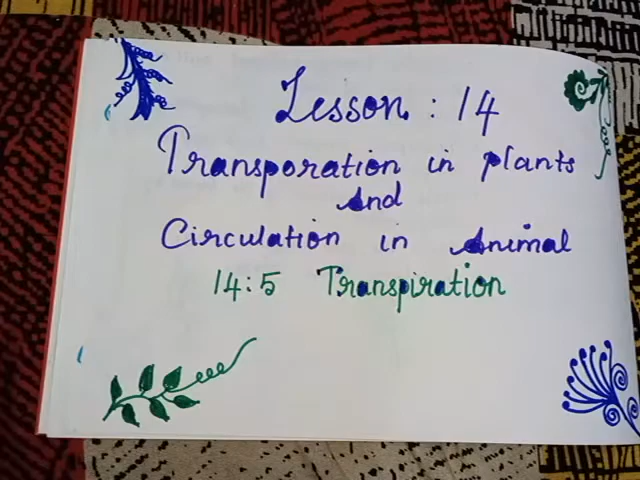 Lesson : 14
Transporation in plants
And
Circulation in Animal
14:5 Transpiration